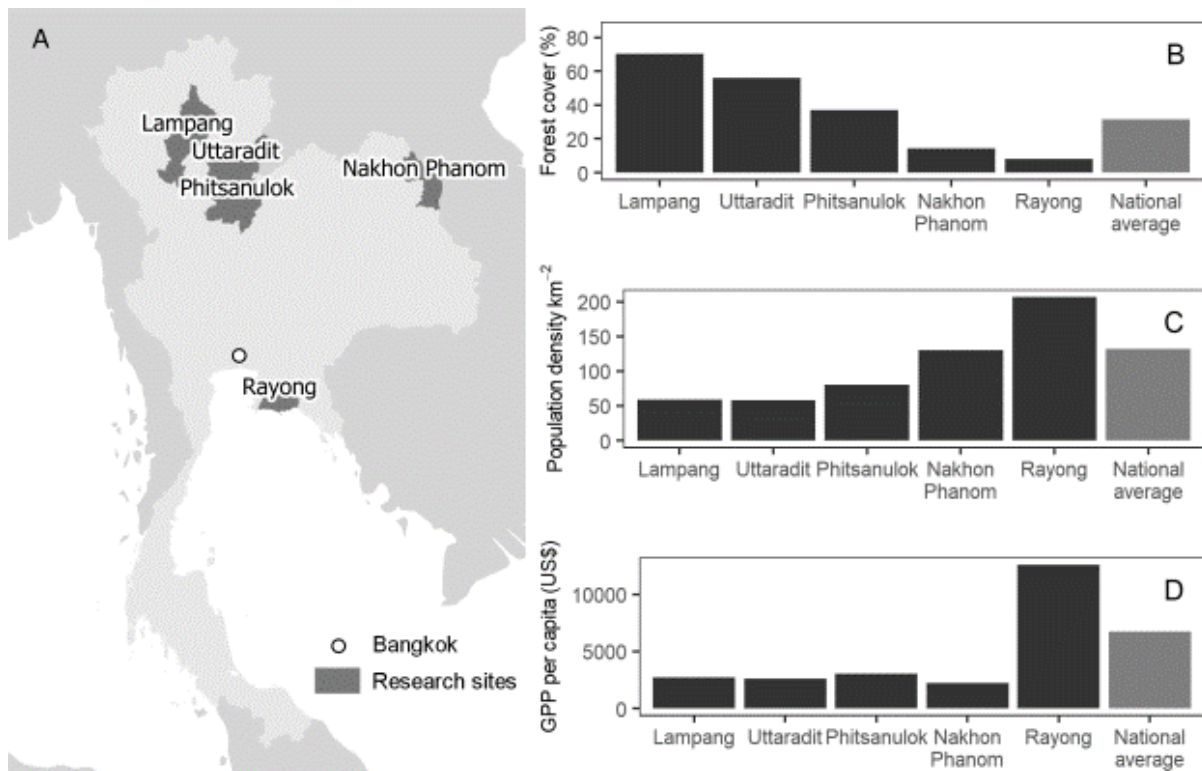 A
Lampang
Uttaradit
Phitsanulok
Nakhon Phanom
Rayong
Bangkok
Research sites
B
Forest cover (%)
80
60
40
20
0
Lampang Uttaradit Phitsanulok Nakhon Rayong National
Phanom average
C
Population density km⁻²
200
150
100
50
0
Lampang Uttaradit Phitsanulok Nakhon Rayong National
Phanom average
D
GPP per capita (US$)
10000
5000
0
Lampang Uttaradit Phitsanulok Nakhon Rayong National
Phanom average